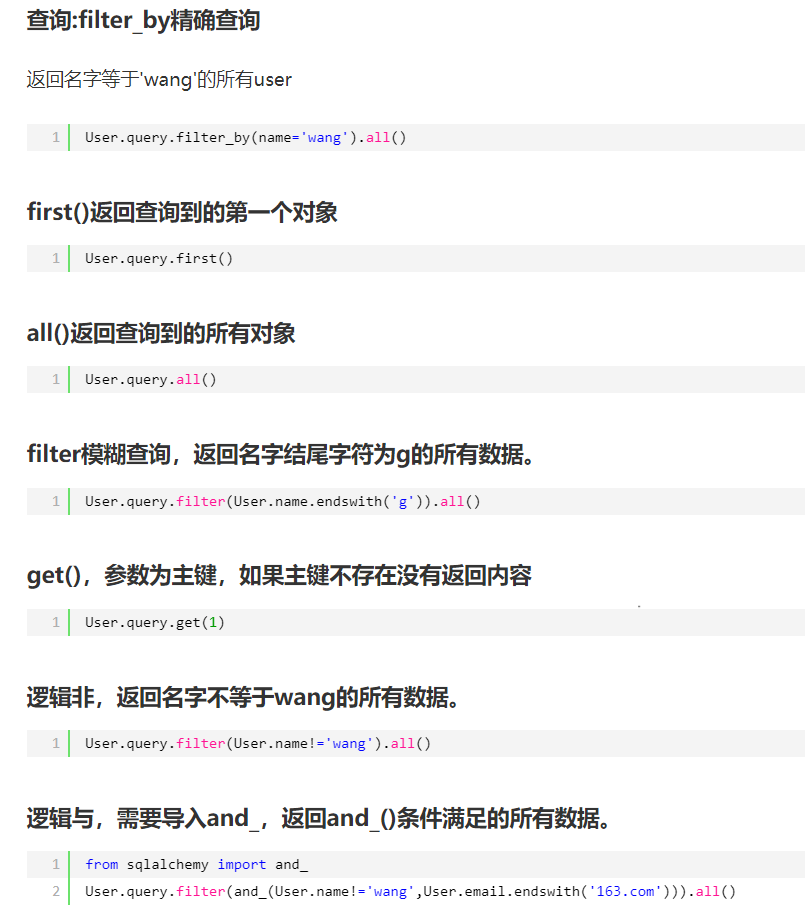 查询:filter_by精确查询
返回名字等于'wang'的所有user
1 User.query.filter_by(name='wang').all()
first()返回查询到的第一个对象
1 User.query.first()
all()返回查询到的所有对象
1 User.query.all()
filter模糊查询，返回名字结尾字符为g的所有数据。
1 User.query.filter(User.name.endswith('g')).all()
get()，参数为主键，如果主键不存在没有返回内容
1 User.query.get(1)
逻辑非，返回名字不等于wang的所有数据。
1 User.query.filter(User.name!='wang').all()
逻辑与，需要导入and_，返回and_()条件满足的所有数据。
1 from sqlalchemy import and_
2 User.query.filter(and_(User.name!='wang',User.email.endswith('163.com'))).all()